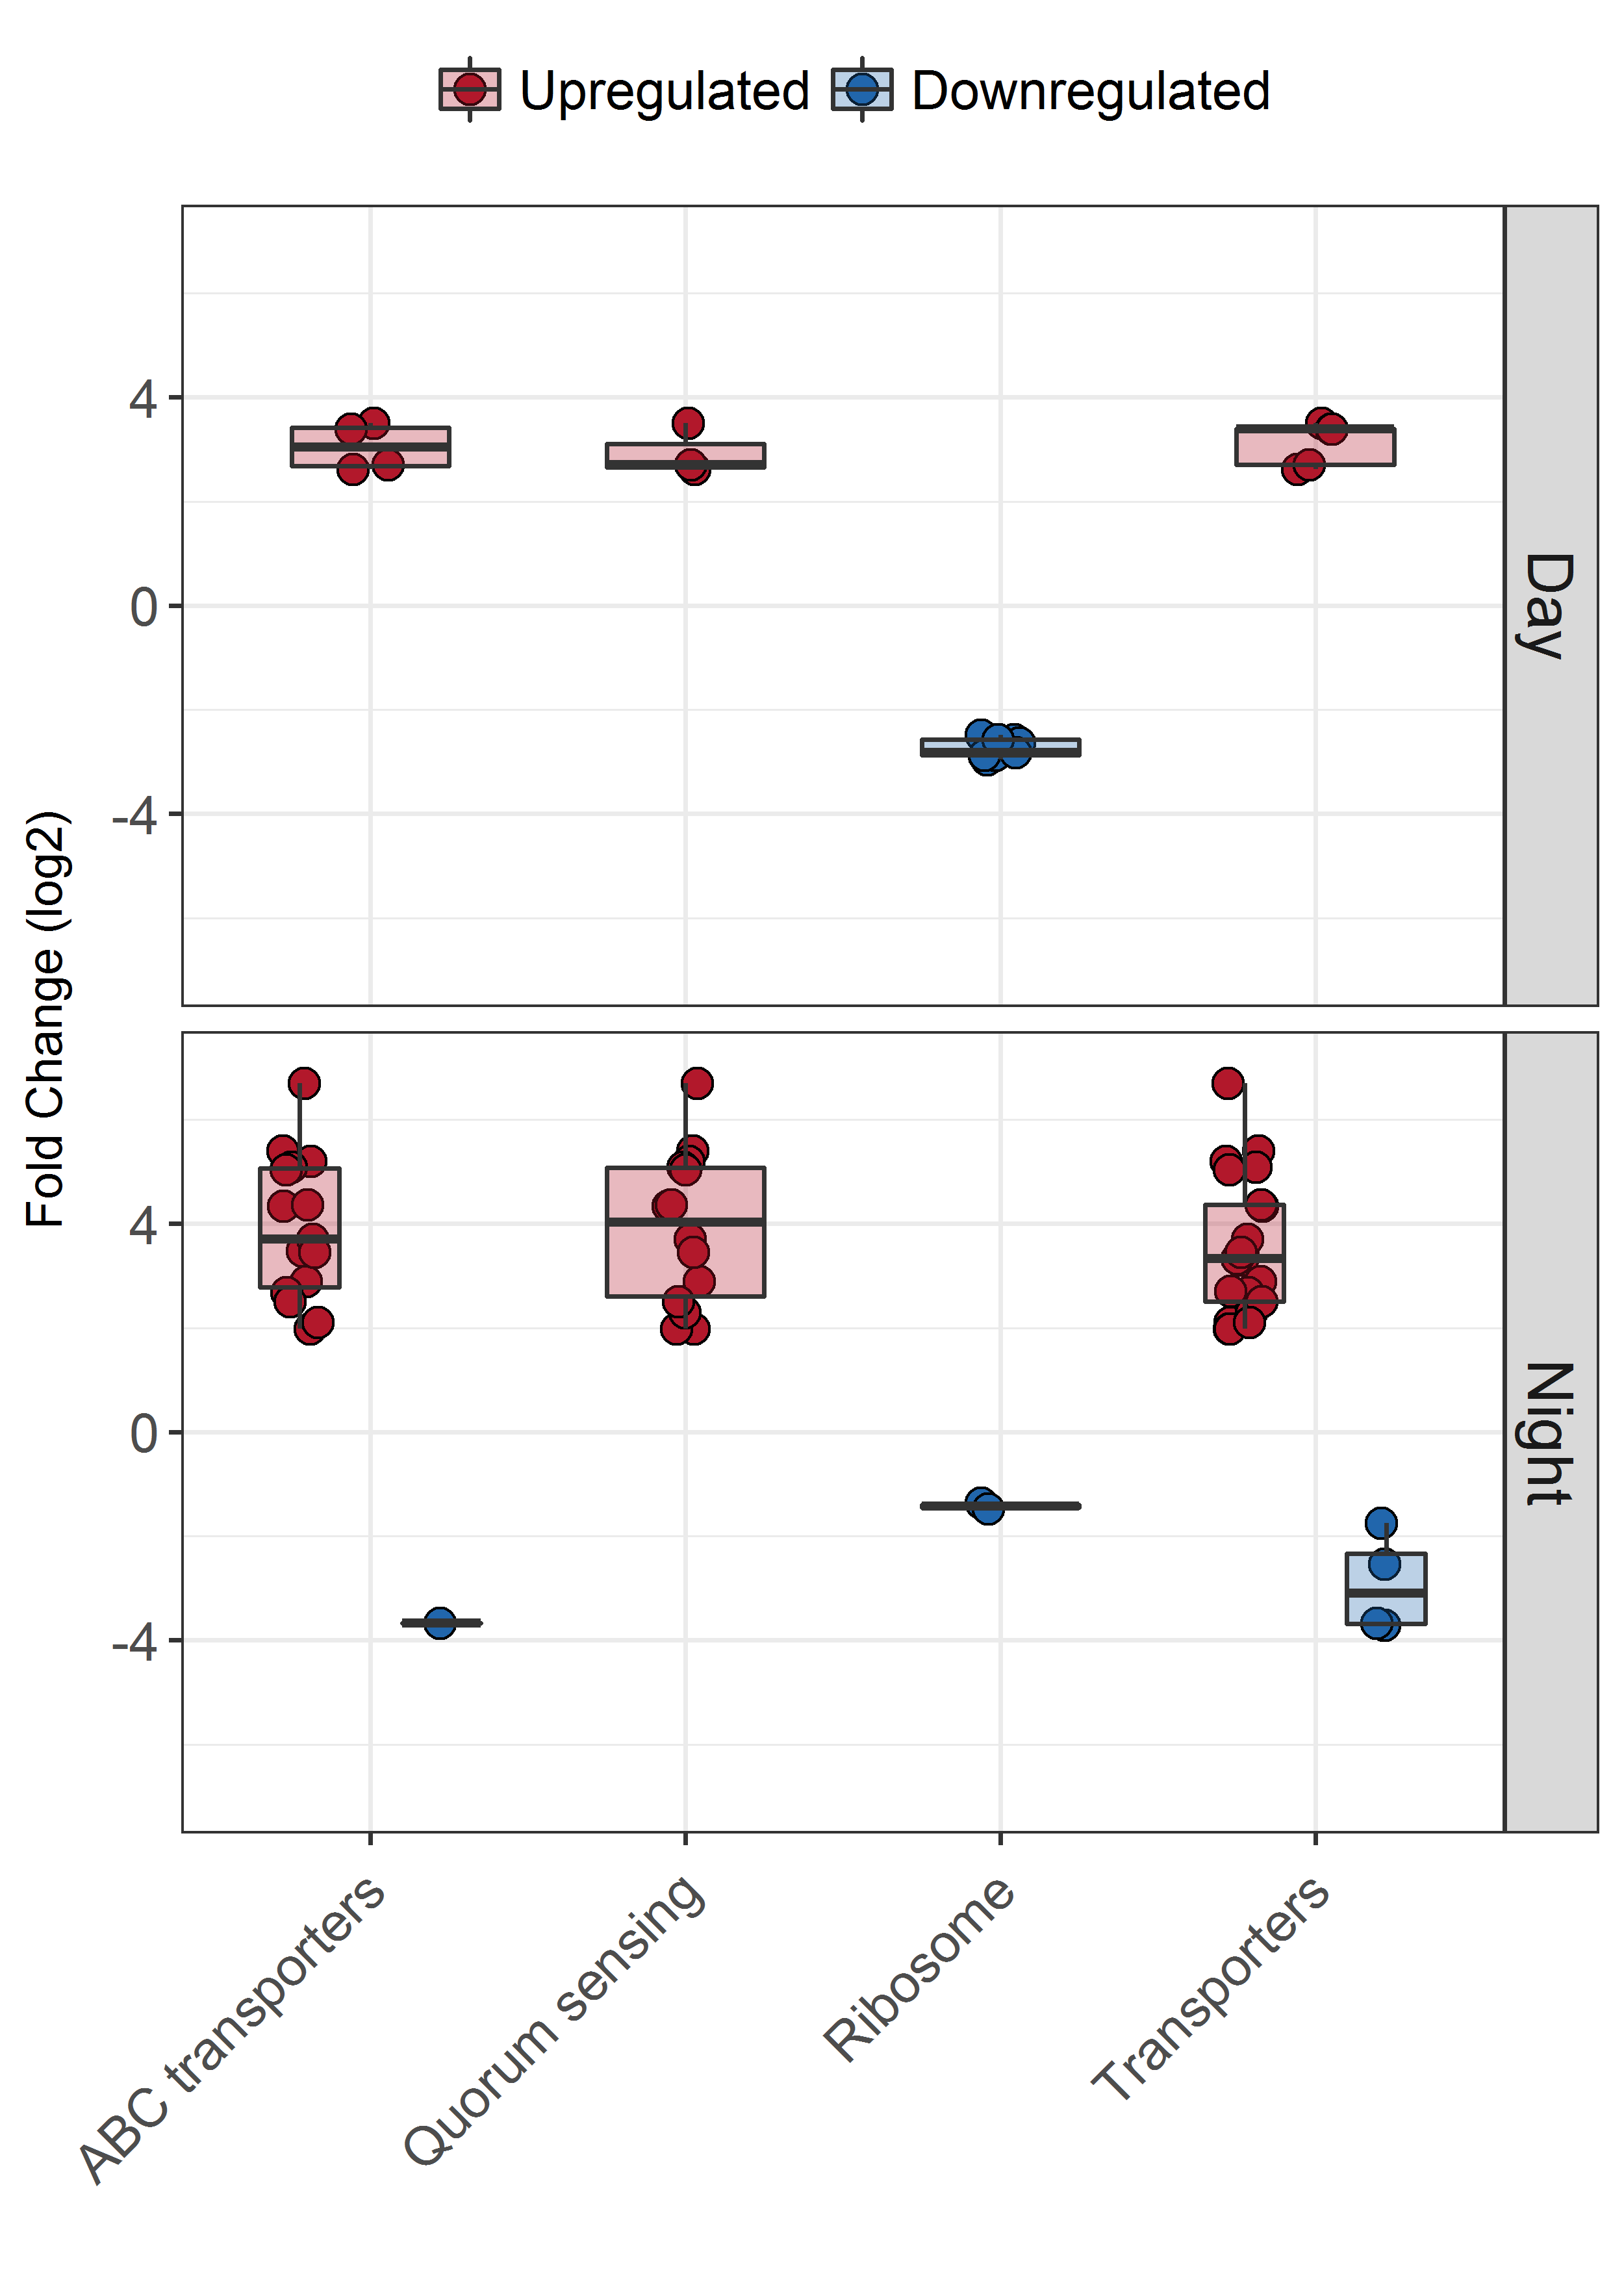 Upregulated Downregulated
Fold Change (log2)
4
0
-4
Day
4
0
-4
Night
ABC transporters
Quorum sensing
Ribosome
Transporters